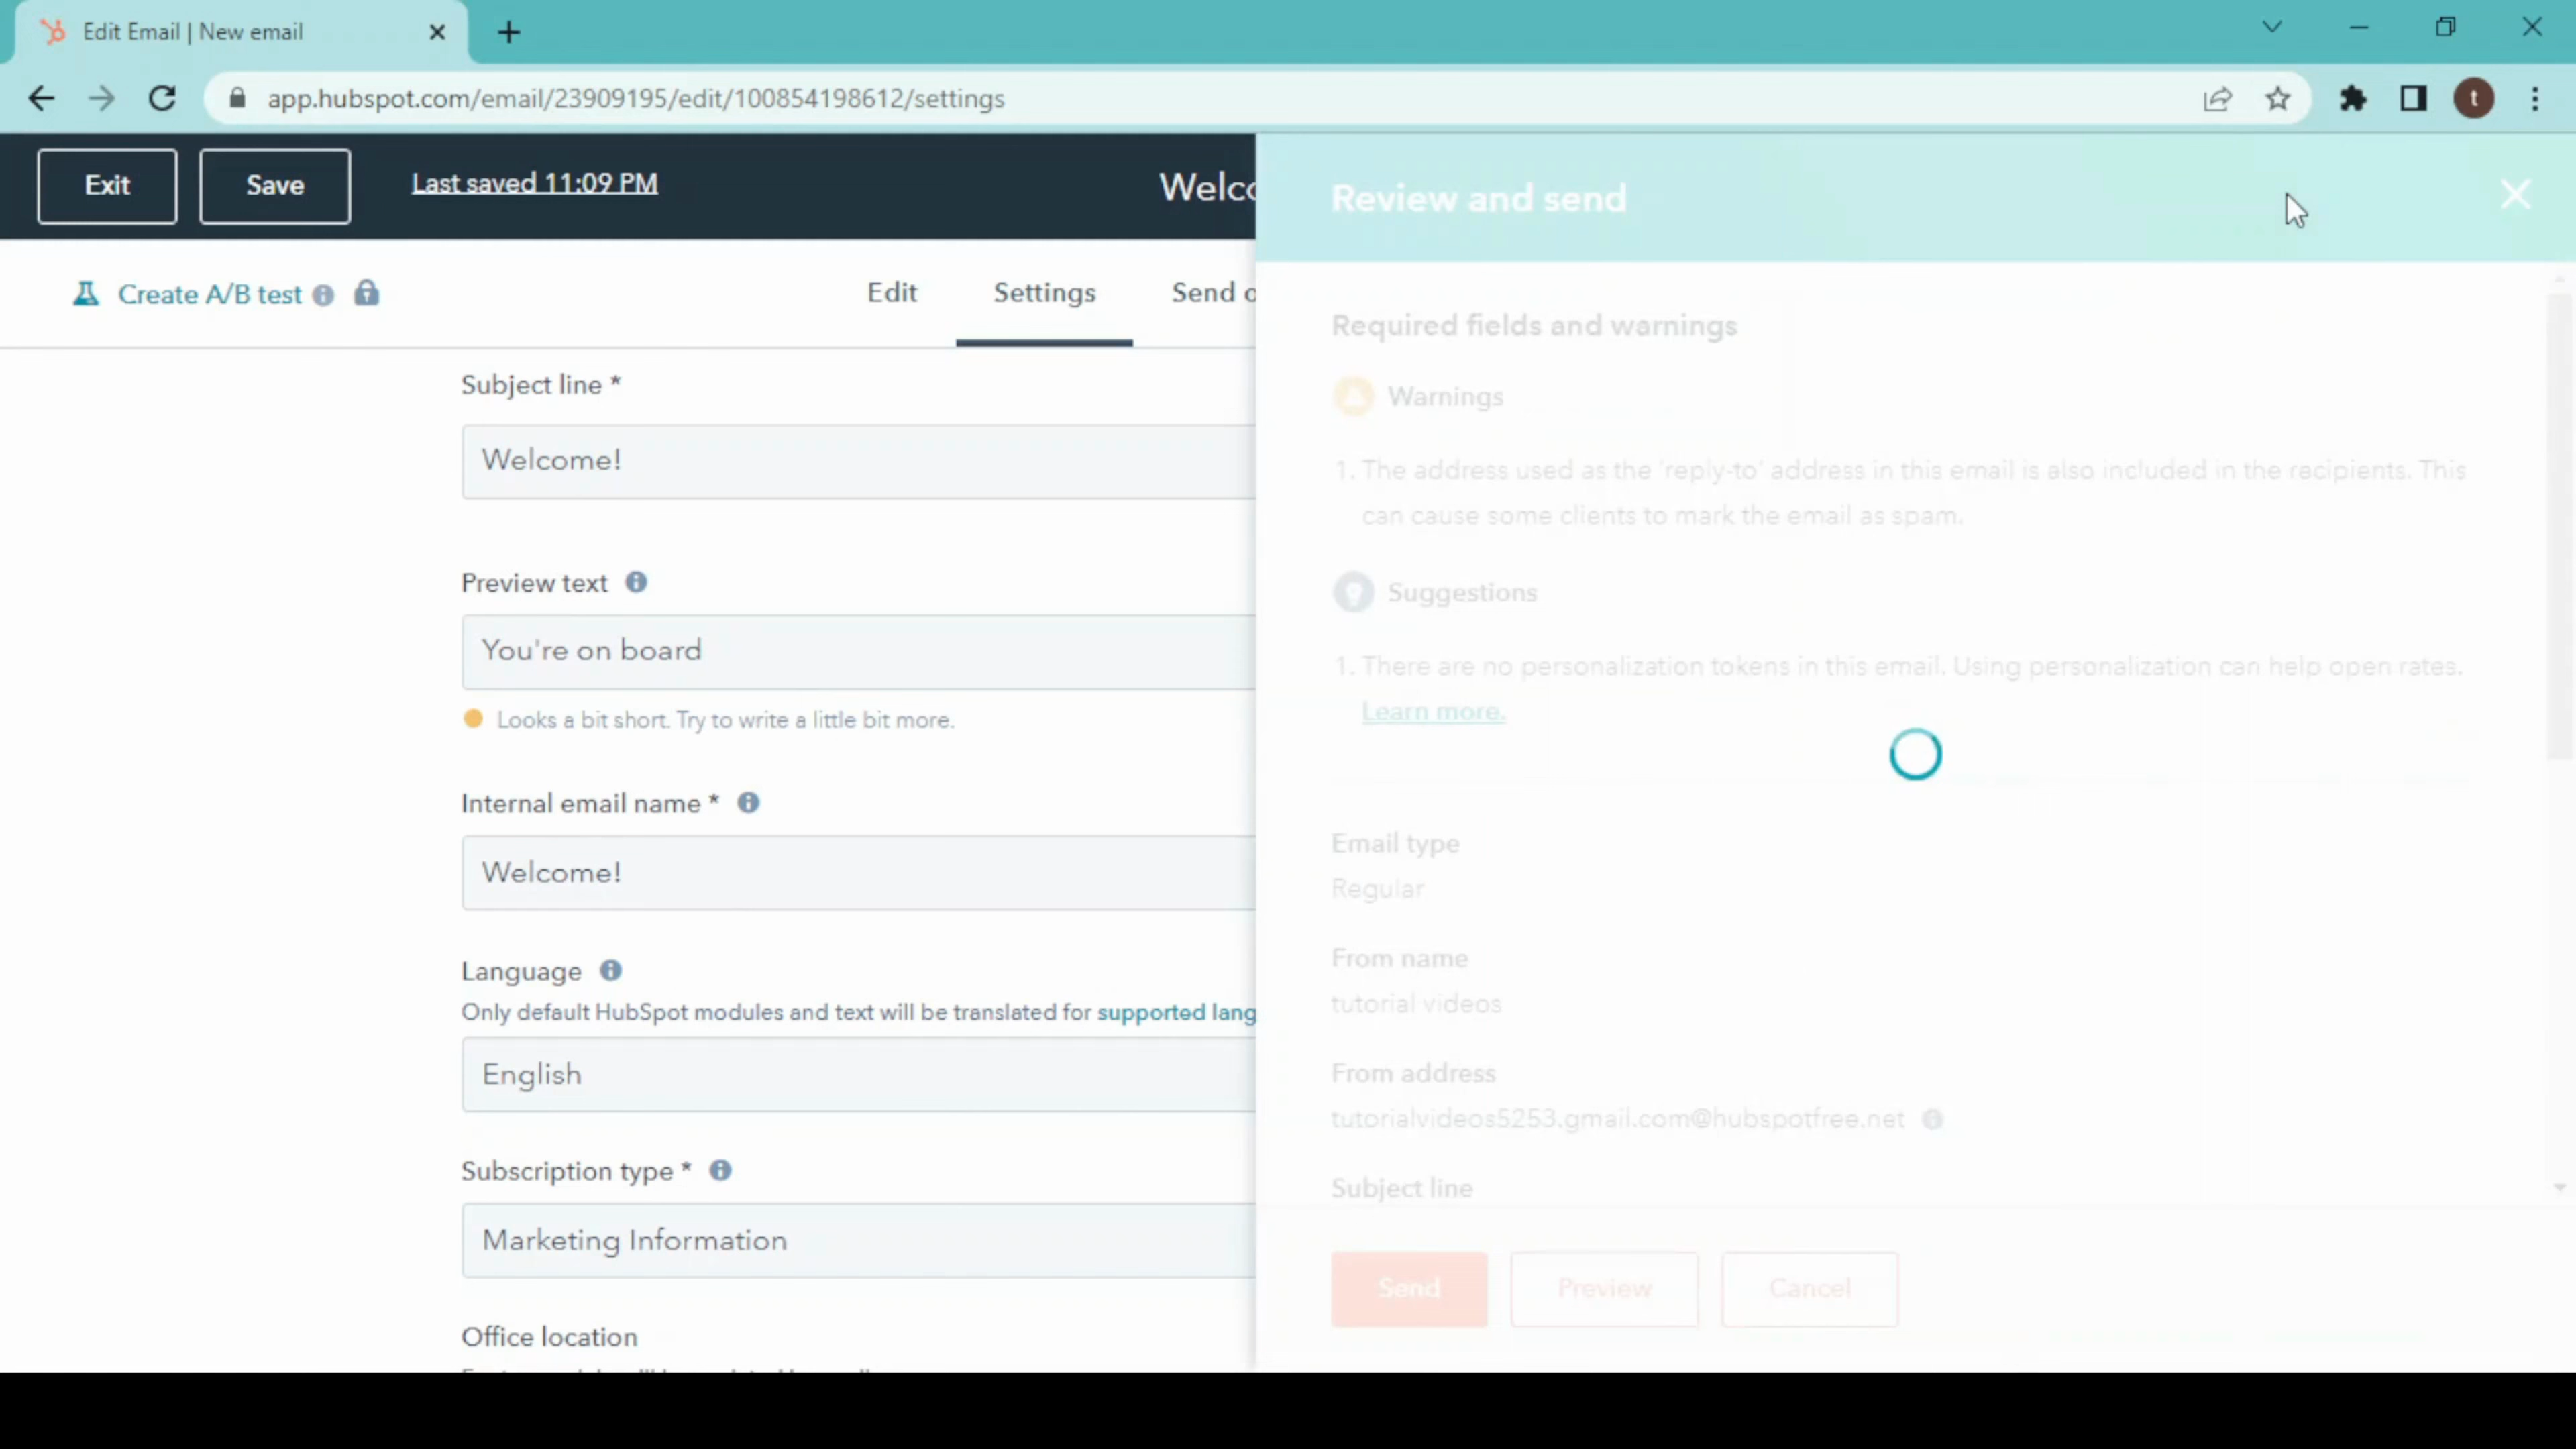 Edit Email | New email
app.hubspot.com/email/23909195/edit/100854198612/settings
t
Exit
Save
Last saved 11:09 PM
Welco
Create A/B test
Edit
Settings
Send o
Subject line *
Welcome!
Preview text
You're on board
Looks a bit short. Try to write a little bit more.
Internal email name *
Welcome!
Language
Only default HubSpot modules and text will be translated for supported lang
English
Subscription type *
Marketing Information
Office location
Review and send
Required fields and warnings
Warnings
1. The address used as the 'reply-to' address in this email is also included in the recipients. This
can cause some clients to mark the email as spam.
Suggestions
1. There are no personalization tokens in this email. Using personalization can help open rates.
Learn more.
Email type
Regular
From name
tutorial videos
From address
tutorialvideos5253.gmail.com@hubspotfree.net
Subject line
Send
Preview
Cancel